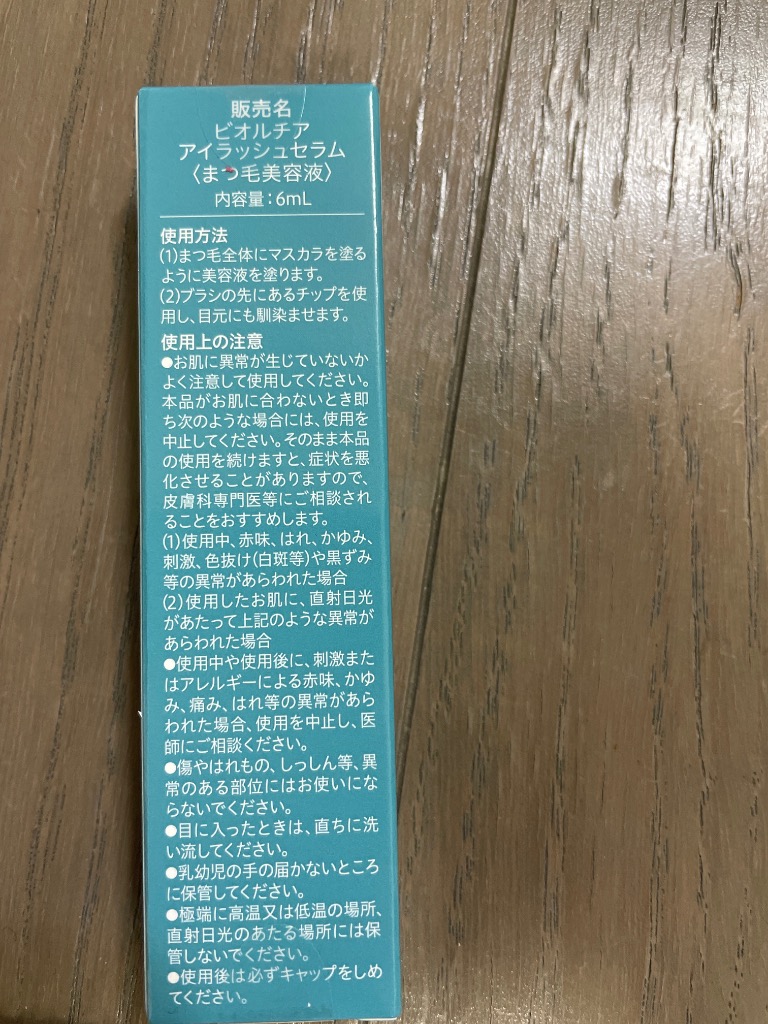 販売名
ビオルチア
アイラッシュセラム
〈まつ毛美容液〉
内容量：6mL
使用方法
(1)まつ毛全体にマスカラを塗る
ように美容液を塗ります。
(2)ブラシの先にあるチップを使
用し、目元にも馴染ませます。
使用上の注意
●お肌に異常が生じていないか
よく注意して使用してください。
本品がお肌に合わないとき即
ち次のような場合には、使用を
中止してください。そのまま本品
の使用を続けますと、症状を悪
化させることがありますので、
皮膚科専門医等にご相談され
ることをおすすめします。
(1)使用中、赤味、はれ、かゆみ、
刺激、色抜け(白斑等)や黒ずみ
等の異常があらわれた場合
(2)使用したお肌に、直射日光
があたって上記のような異常が
あらわれた場合
●使用中や使用後に、刺激また
はアレルギーによる赤味、かゆ
み、痛み、はれ等の異常があら
われた場合、使用を中止し、医
師にご相談ください。
●傷やはれもの、しっしん等、異
常のある部位にはお使いにな
らないでください。
●目に入ったときは、直ちに洗
い流してください。
●乳幼児の手の届かないところ
に保管してください。
●極端に高温又は低温の場所、
直射日光のあたる場所には保
管しないでください。
●使用後は必ずキャップをしめ
てください。